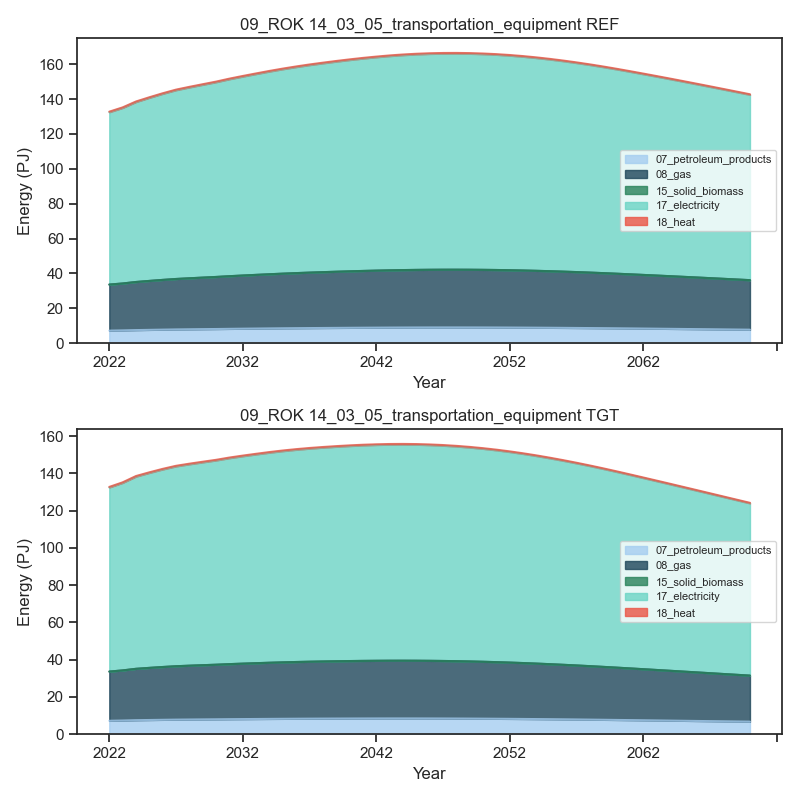 09_ROK 14_03_05_transportation_equipment REF
160
140
120
100
80
60
40
20
0
Energy (PJ)
07_petroleum_products
08_gas
15_solid_biomass
17_electricity
18_heat
2022 2032 2042 2052 2062
Year
09_ROK 14_03_05_transportation_equipment TGT
160
140
120
100
80
60
40
20
0
Energy (PJ)
07_petroleum_products
08_gas
15_solid_biomass
17_electricity
18_heat
2022 2032 2042 2052 2062
Year